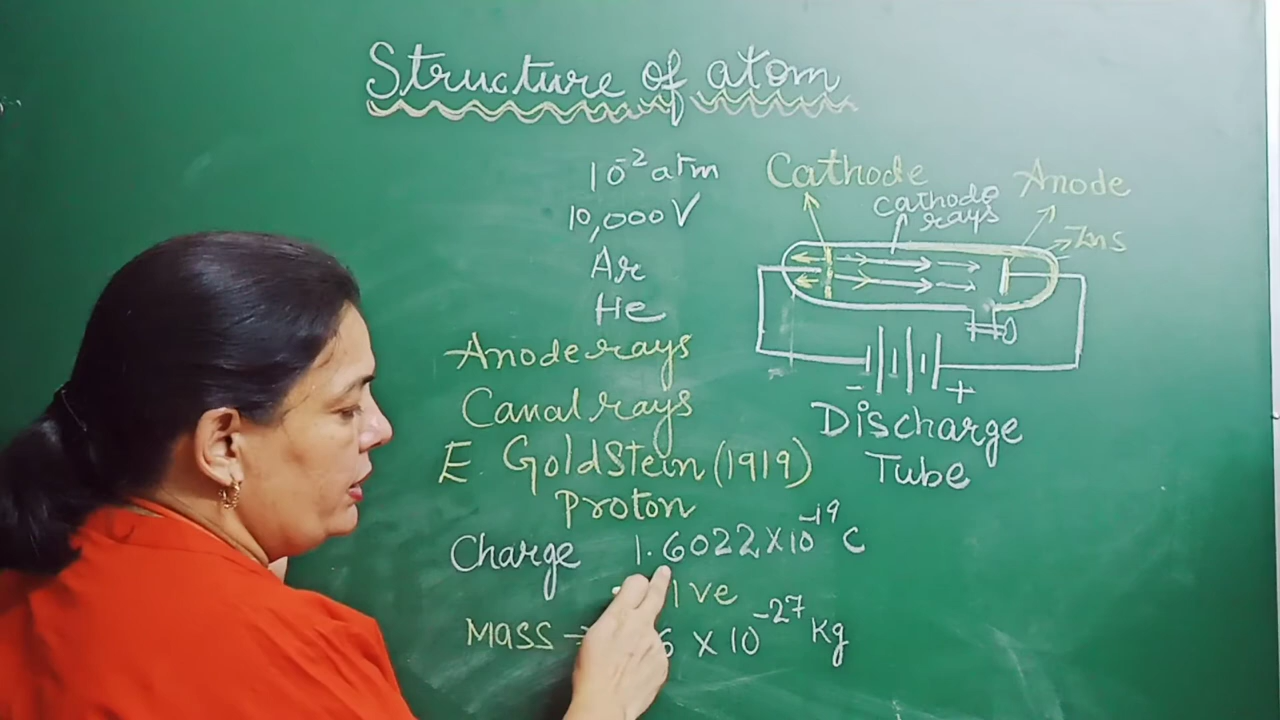 Structure of atom
10⁻² atm
10,000 V
Ar
He
Anode rays
Canal rays
E. Goldstein (1919)
Proton
Charge 1.6022 × 10⁻¹⁹ C
1 ve
Mass → 6 × 10⁻²⁷ kg
Cathode
Anode
Cathode
rays
Zns
- +
Discharge
Tube